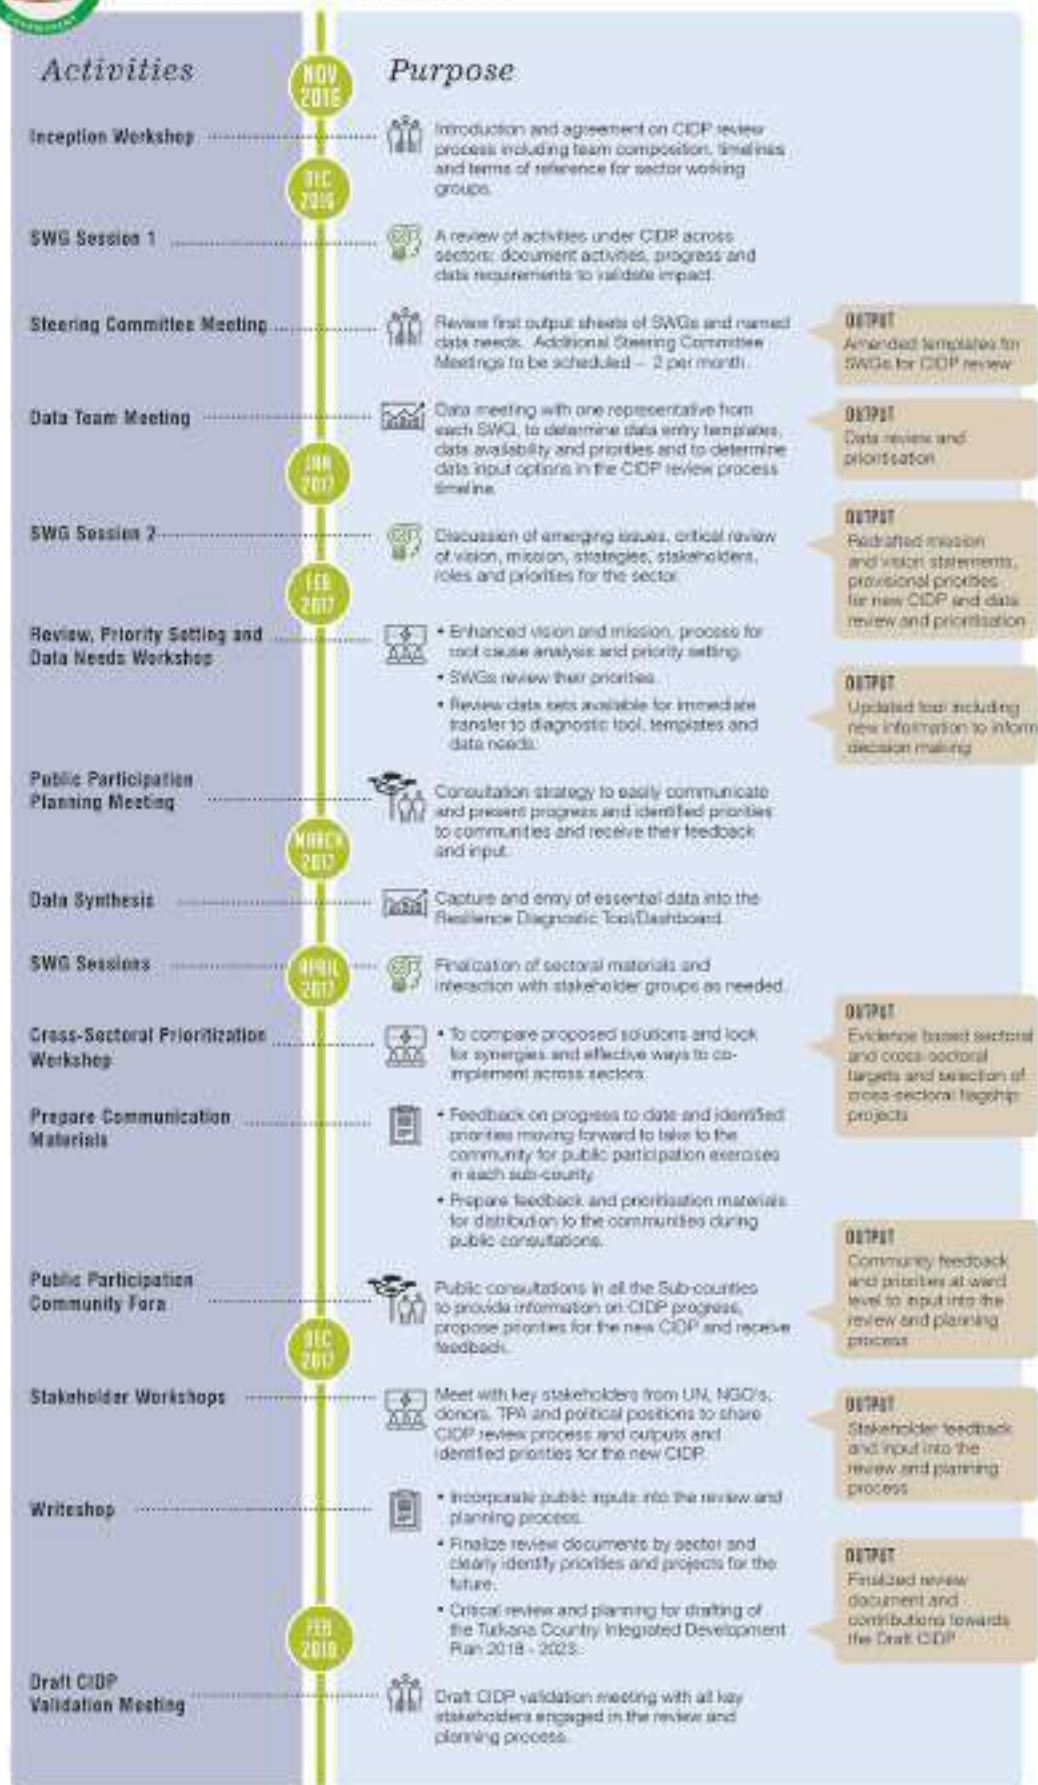 GOVERNMENT
Activities
Purpose
NOV
2016
Inception Workshop
Introduction and agreement on CIDP review
process including team composition, timelines
and terms of reference for sector working
groups.
DEC
2016
SWG Session 1
A review of activities under CIDP across
sectors: document activities, progress and
data requirements to validate impact.
Steering Committee Meeting
Review first output sheets of SWGs and named
data needs. Additional Steering Committee
Meetings to be scheduled – 2 per month.
OUTPUT
Amended templates for
SWGs for CIDP review
Data Team Meeting
Data meeting with one representative from
each SWG, to determine data entry templates,
data availability and priorities and to determine
data input options in the CIDP review process
timeline.
OUTPUT
Data review and
prioritisation
JAN
2017
SWG Session 2
Discussion of emerging issues, critical review
of vision, mission, strategies, stakeholders,
roles and priorities for the sector.
OUTPUT
Redrafted mission
and vision statements,
provisional priorities
for new CIDP and data
review and prioritisation
FEB
2017
Review, Priority Setting and
Data Needs Workshop
• Enhanced vision and mission, process for
root cause analysis and priority setting.
• SWGs review their priorities.
• Review data sets available for immediate
transfer to diagnostic tool, templates and
data needs.
OUTPUT
Updated tool including
new information to inform
decision making
Public Participation
Planning Meeting
Consultation strategy to easily communicate
and present progress and identified priorities
to communities and receive their feedback
and input.
MARCH
2017
Data Synthesis
Capture and entry of essential data into the
Resilience Diagnostic Tool/Dashboard.
SWG Sessions
APRIL
2017
Finalization of sectoral materials and
interaction with stakeholder groups as needed.
Cross-Sectoral Prioritization
Workshop
• To compare proposed solutions and look
for synergies and effective ways to co-
implement across sectors.
OUTPUT
Evidence based sectoral
and cross-sectoral
targets and selection of
cross-sectoral flagship
projects
Prepare Communication
Materials
• Feedback on progress to date and identified
priorities moving forward to take to the
community for public participation exercises
in each sub-county.
• Prepare feedback and prioritisation materials
for distribution to the communities during
public consultations.
Public Participation
Community Fora
Public consultations in all the Sub-counties
to provide information on CIDP progress,
propose priorities for the new CIDP and receive
feedback.
OUTPUT
Community feedback
and priorities at ward
level to input into the
review and planning
process
DEC
2017
Stakeholder Workshops
Meet with key stakeholders from UN, NGO's,
donors, TPA and political positions to share
CIDP review process and outputs and
identified priorities for the new CIDP.
OUTPUT
Stakeholder feedback
and input into the
review and planning
process
Writeshop
• Incorporate public inputs into the review and
planning process.
• Finalize review documents by sector and
clearly identify priorities and projects for the
future.
• Critical review and planning for drafting of
the Turkana Country Integrated Development
Plan 2018 - 2023.
OUTPUT
Finalized review
document and
contributions towards
the Draft CIDP
FEB
2018
Draft CIDP
Validation Meeting
Draft CIDP validation meeting with all key
stakeholders engaged in the review and
planning process.